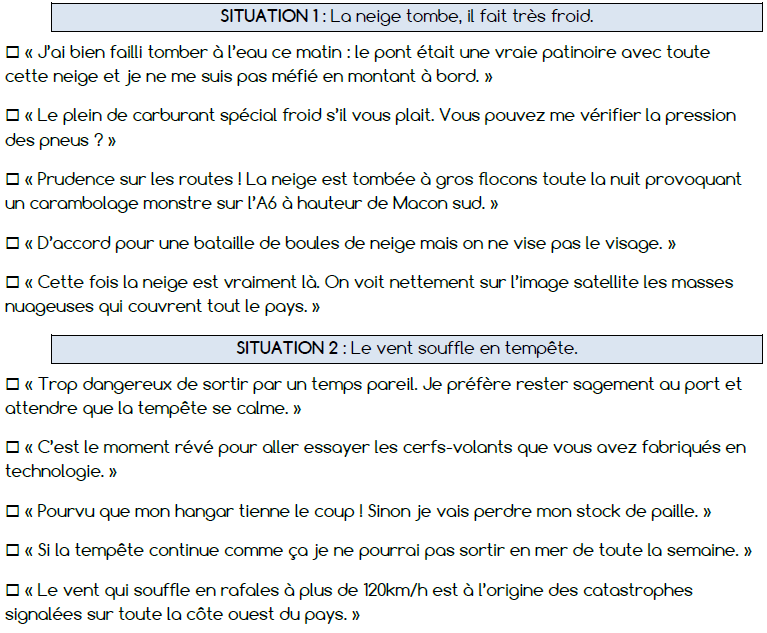 SITUATION 1 : La neige tombe, il fait très froid.
□ « J'ai bien failli tomber à l'eau ce matin : le pont était une vraie patinoire avec toute
cette neige et je ne me suis pas méfié en montant à bord. »
□ « Le plein de carburant spécial froid s'il vous plait. Vous pouvez me vérifier la pression
des pneus ? »
□ « Prudence sur les routes ! La neige est tombée à gros flocons toute la nuit provoquant
un carambolage monstre sur l'A6 à hauteur de Macon sud. »
□ « D'accord pour une bataille de boules de neige mais on ne vise pas le visage. »
□ « Cette fois la neige est vraiment là. On voit nettement sur l'image satellite les masses
nuageuses qui couvrent tout le pays. »
SITUATION 2 : Le vent souffle en tempête.
□ « Trop dangereux de sortir par un temps pareil. Je préfère rester sagement au port et
attendre que la tempête se calme. »
□ « C'est le moment révé pour aller essayer les cerfs-volants que vous avez fabriqués en
technologie. »
□ « Pourvu que mon hangar tienne le coup ! Sinon je vais perdre mon stock de paille. »
□ « Si la tempête continue comme ça je ne pourrai pas sortir en mer de toute la semaine. »
□ « Le vent qui souffle en rafales à plus de 120km/h est à l'origine des catastrophes
signalées sur toute la côte ouest du pays. »